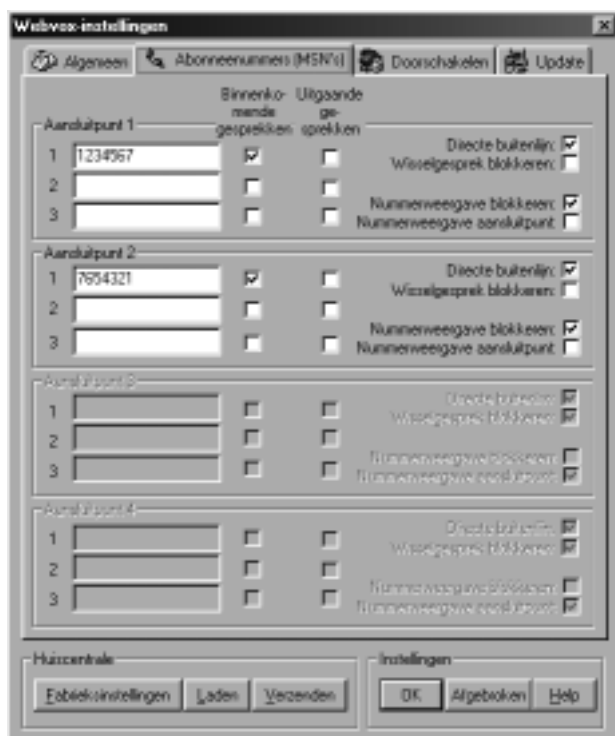 Webvox-instellingen
Algemeen Abonneenummers (MSN's) Doorschakelen Update
Binnenko- Uitgaande
mende ge-
gesprekken sprekken
Aansluitpunt 1
Directe buitenlijn:
1 1234567
Wisselgesprek blokkeren:
2
Nummerweergave blokkeren:
3
Nummerweergave aansluitpunt
Aansluitpunt 2
Directe buitenlijn:
1 7654321
Wisselgesprek blokkeren:
2
Nummerweergave blokkeren:
3
Nummerweergave aansluitpunt
Aansluitpunt 3
Directe buitenlijn:
1
Wisselgesprek blokkeren:
2
Nummerweergave blokkeren:
3
Nummerweergave aansluitpunt:
Aansluitpunt 4
Directe buitenlijn:
1
Wisselgesprek blokkeren:
2
Nummerweergave blokkeren:
3
Nummerweergave aansluitpunt:
Huiscentrale Instellingen
Fabrieksinstellingen Laden Verzenden OK Afgebroken Help